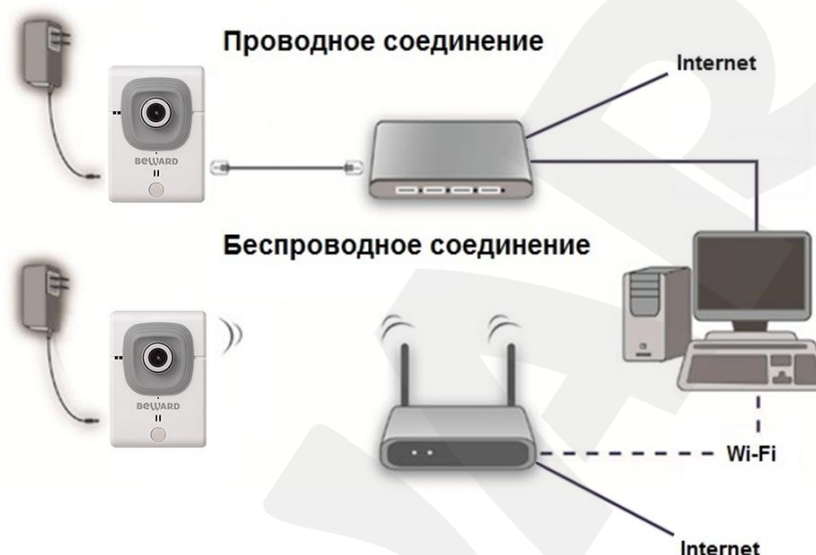 Проводное соединение
Internet
BEWARD
Беспроводное соединение
BEWARD
Wi-Fi
Internet